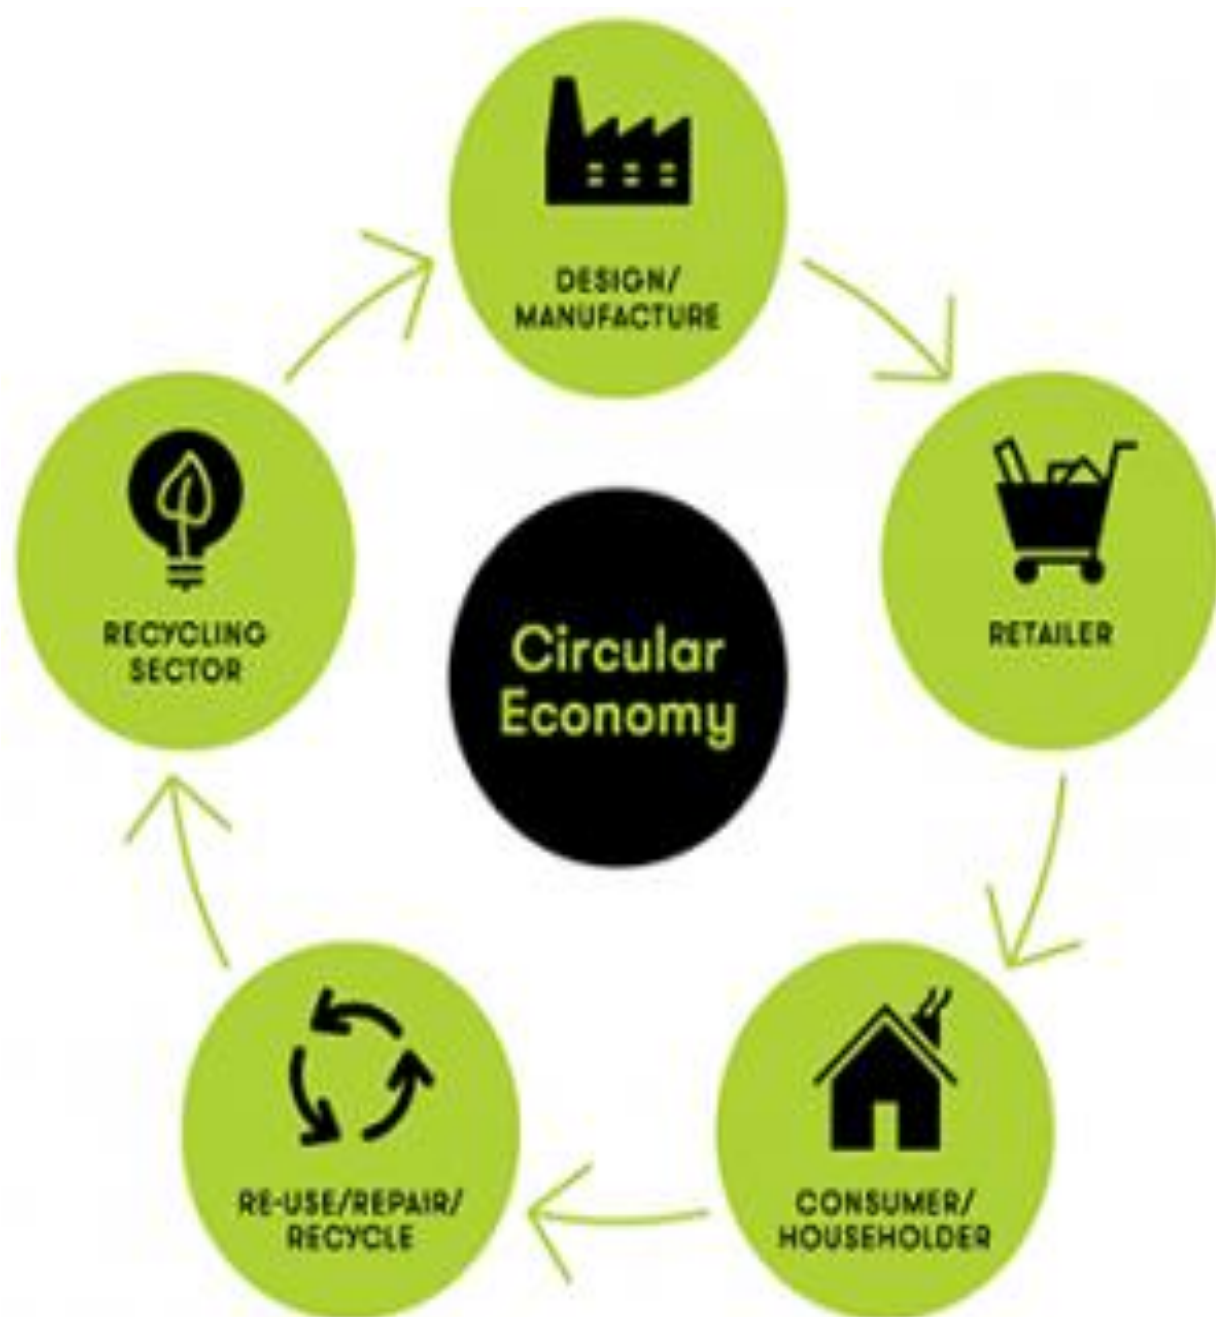 DESIGN/
MANUFACTURE
RETAILER
CONSUMER/
HOUSEHOLDER
RE-USE/REPAIR/
RECYCLE
RECYCLING
SECTOR
Circular
Economy